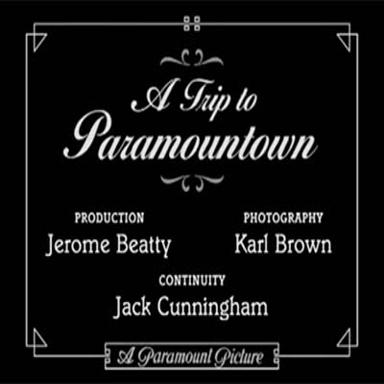 A Trip to
Paramountown
PRODUCTION
Jerome Beatty
PHOTOGRAPHY
Karl Brown
CONTINUITY
Jack Cunningham
A Paramount Picture